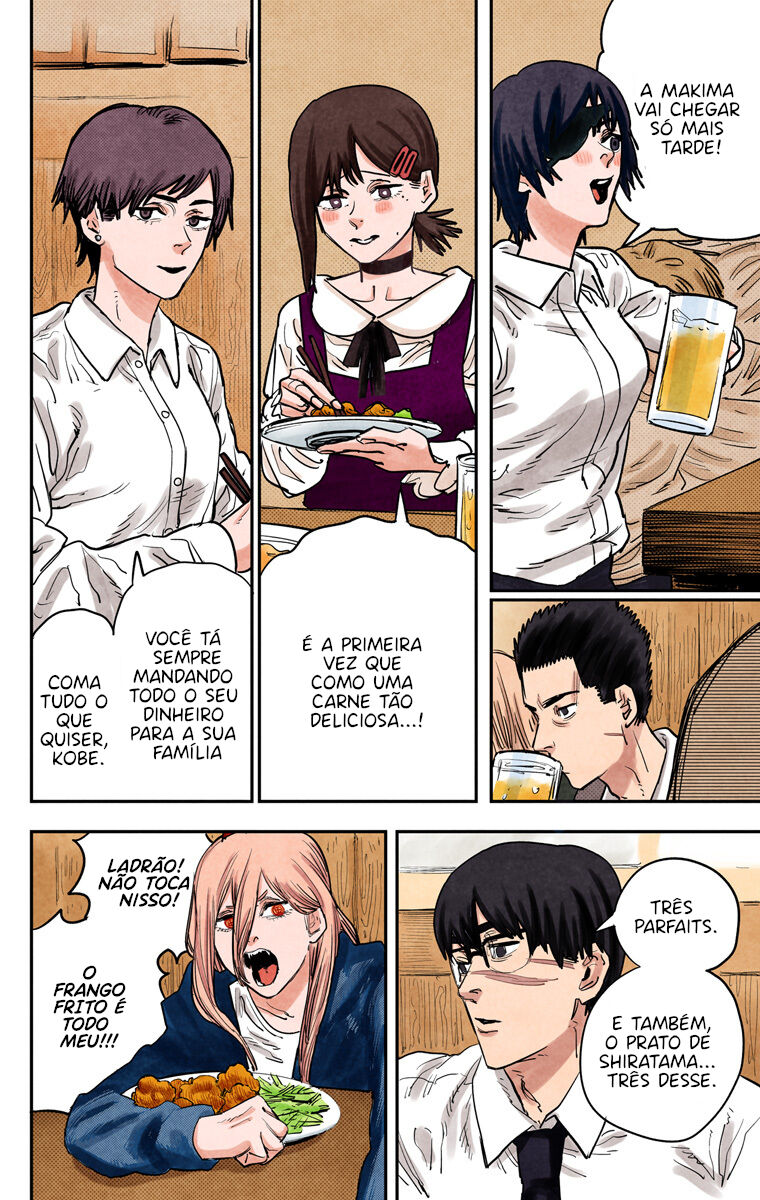 A MAKIMA
VAI CHEGAR
SÓ MAIS
TARDE!
É A PRIMEIRA
VEZ QUE
COMO UMA
CARNE TÃO
DELICIOSA...!
VOCÊ TÁ
SEMPRE
MANDANDO
TODO O SEU
DINHEIRO
PARA A SUA
FAMÍLIA
COMA
TUDO O
QUE
QUISER,
KOBE.
TRÊS
PARFAITS.
E TAMBÉM,
O PRATO DE
SHIRATAMA...
TRÊS DESSE.
LADRÃO!
NÃO TOCA
NISSO!
O
FRANGO
FRITO É
TODO
MEU!!!